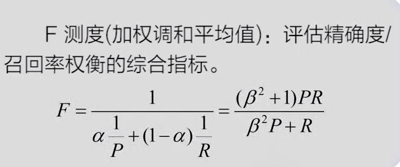 F 测度(加权调和平均值)：评估精确度/
召回率权衡的综合指标。
F = 1 / (α 1/P + (1−α) 1/R) = (β² +1)PR / (β²P + R)